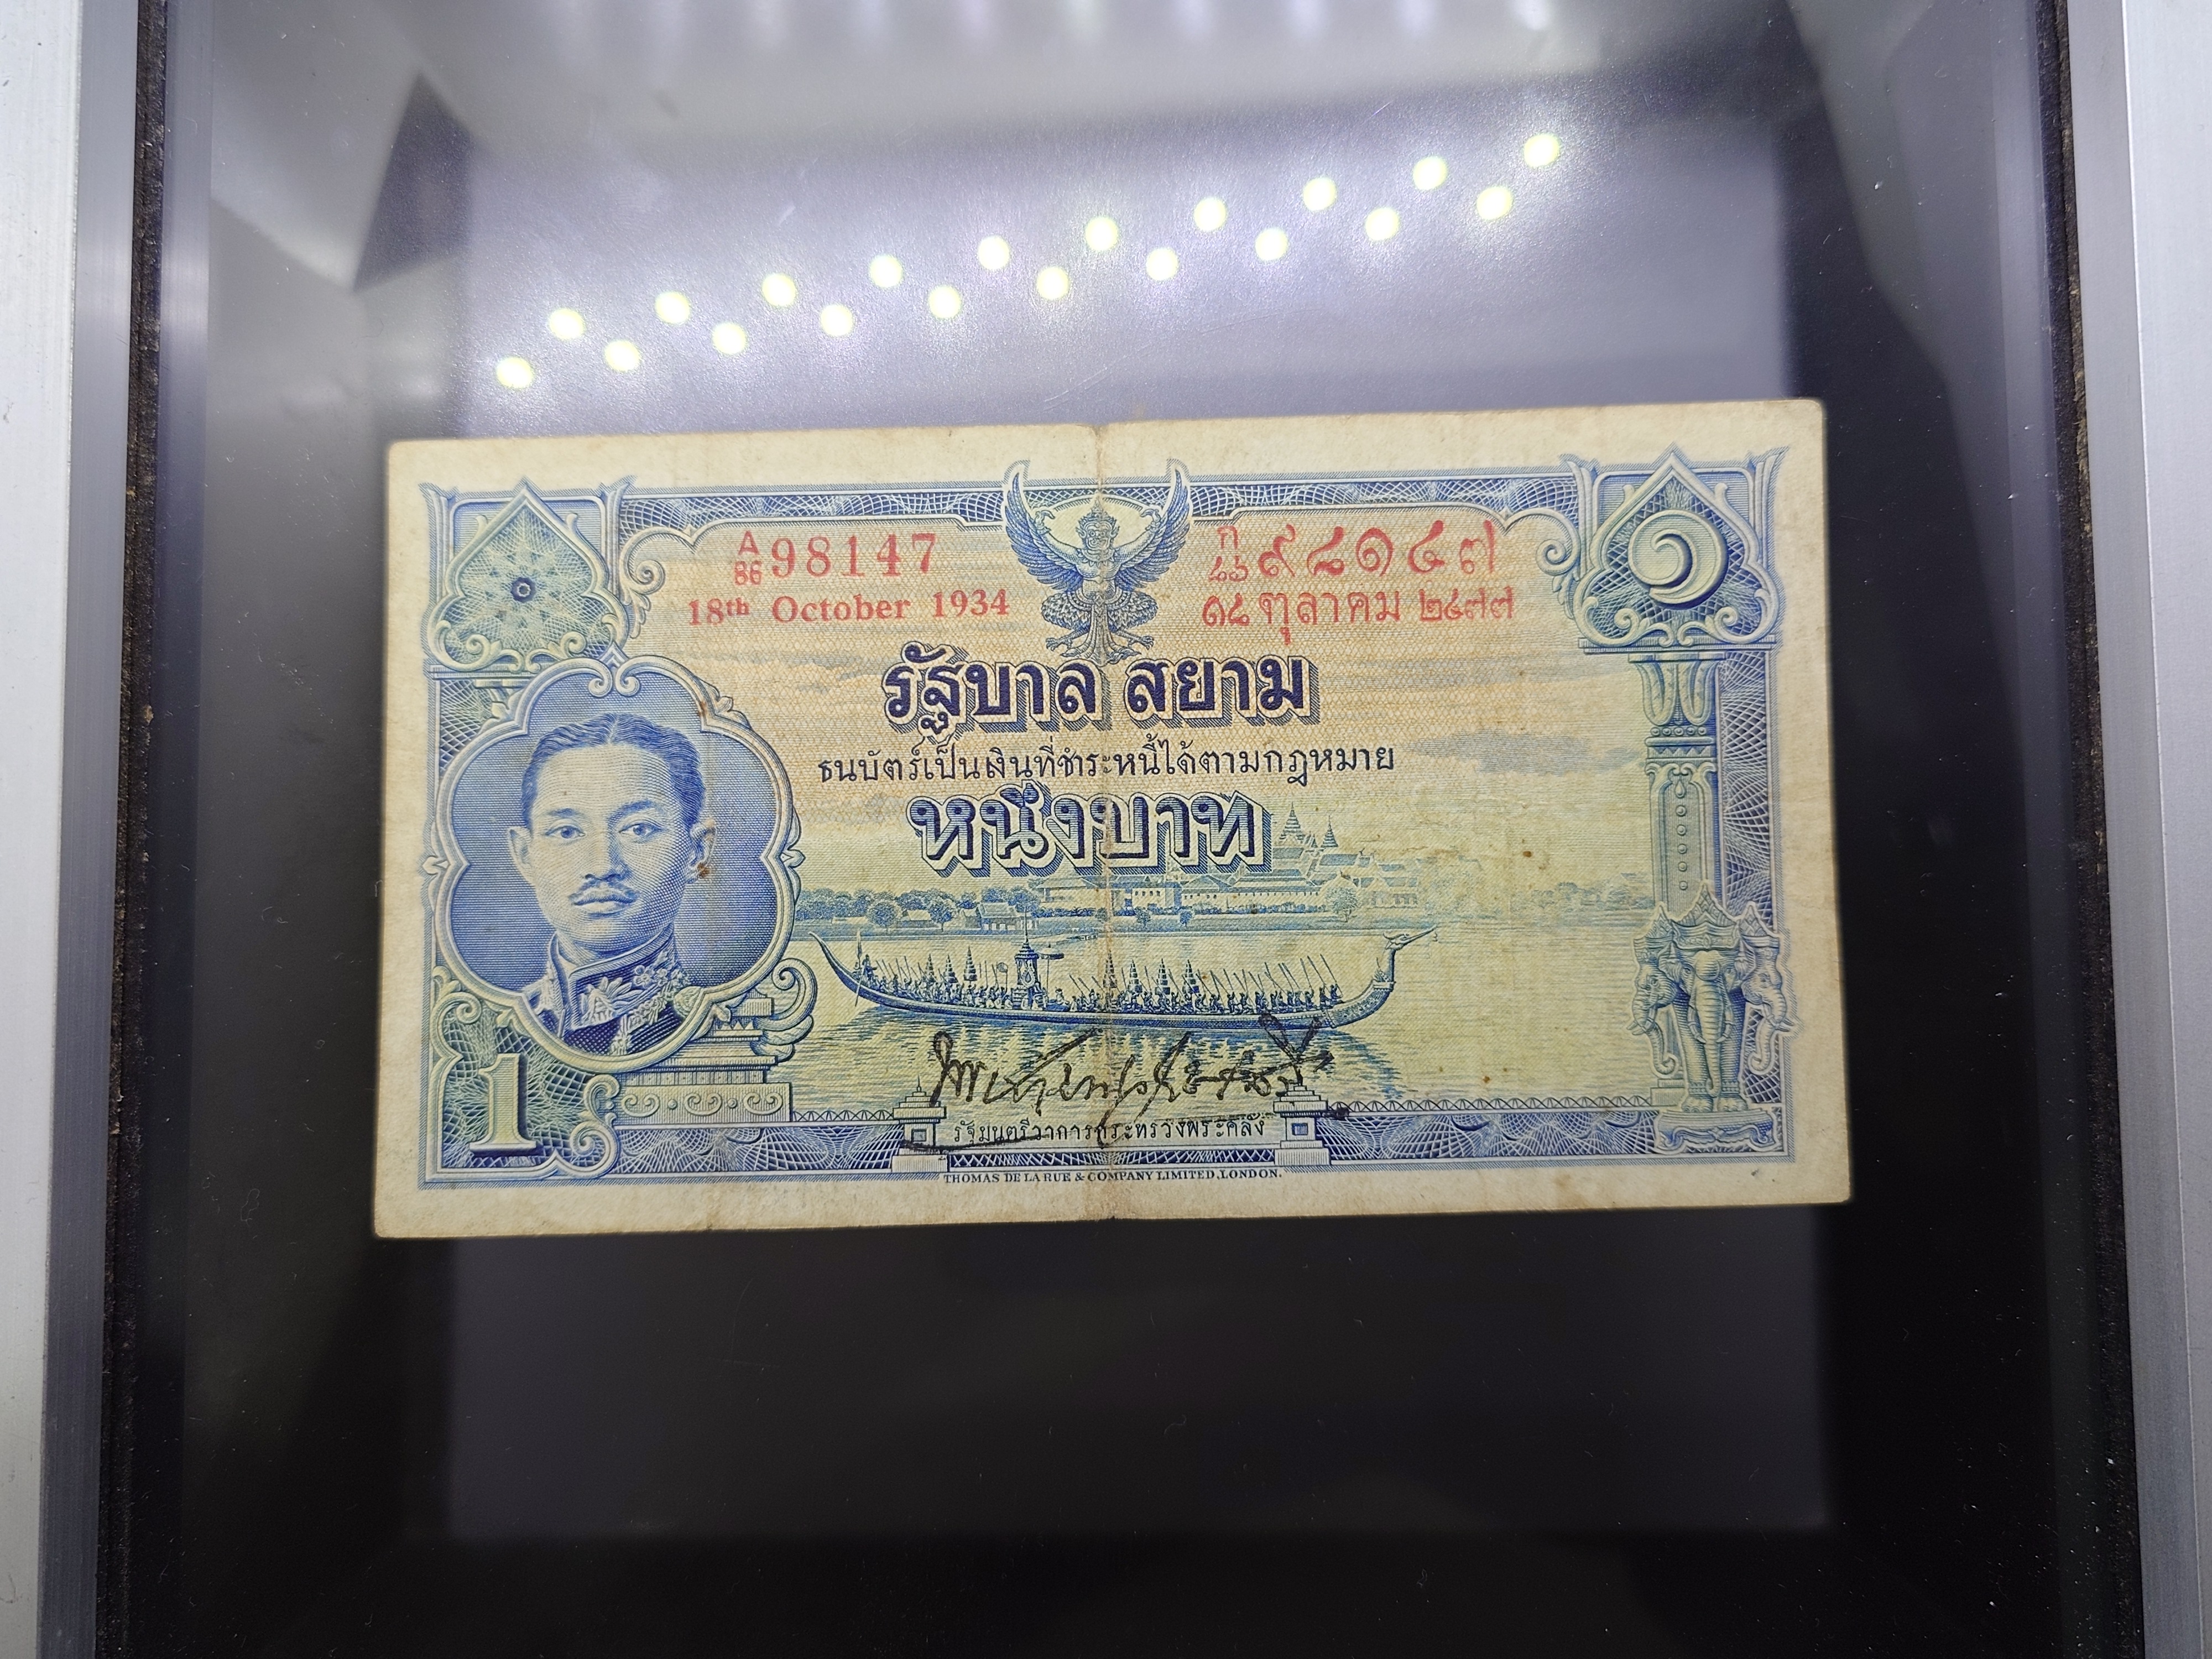 A/86 98147
ก/๘๖ ๙๘๑๔๗
18th October 1934
๑๘ ตุลาคม ๒๔๗๗
๑
รัฐบาล สยาม
ธนบัตร์เป็นเงินที่ชำระหนี้ได้ตามกฎหมาย
หนึ่งบาท
1
รัฐมนตรีว่าการกระทรวงพระคลัง
THOMAS DE LA RUE & COMPANY LIMITED, LONDON.